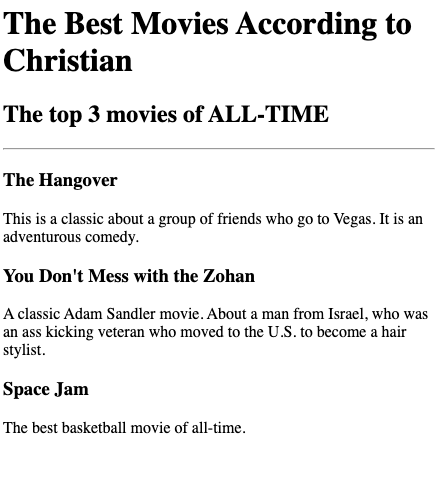 The Best Movies According to
Christian
The top 3 movies of ALL-TIME
The Hangover
This is a classic about a group of friends who go to Vegas. It is an
adventurous comedy.
You Don't Mess with the Zohan
A classic Adam Sandler movie. About a man from Israel, who was
an ass kicking veteran who moved to the U.S. to become a hair
stylist.
Space Jam
The best basketball movie of all-time.